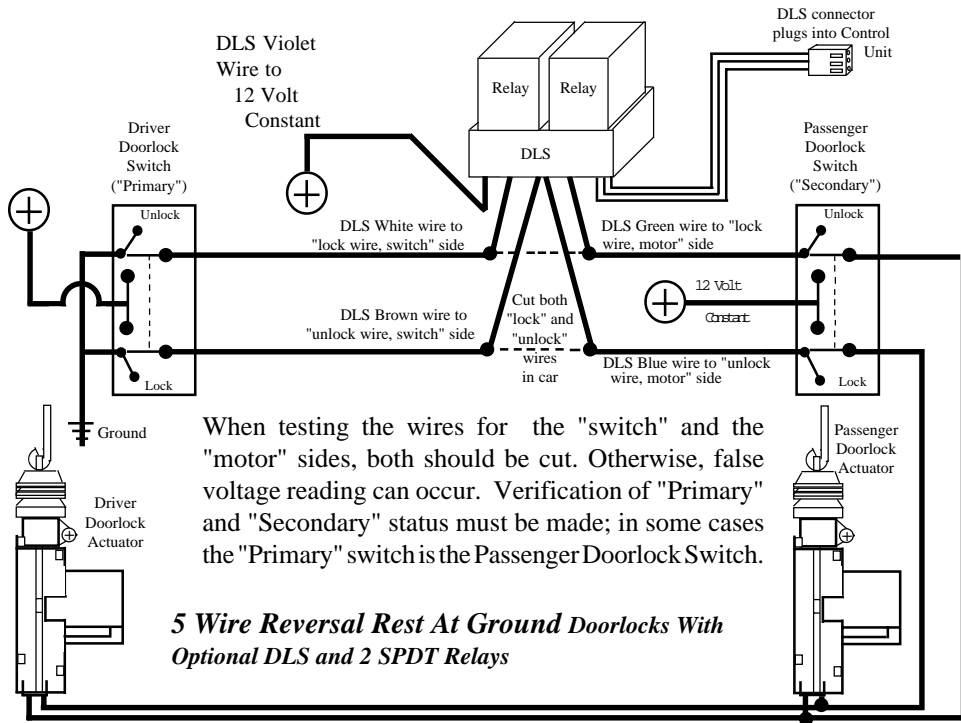 DLS connector
plugs into Control
Unit
DLS Violet
Wire to
12 Volt
Constant
Relay
Relay
DLS
Driver
Doorlock
Switch
("Primary")
Passenger
Doorlock
Switch
("Secondary")
Unlock
Unlock
DLS White wire to
"lock wire, switch" side
DLS Green wire to "lock
wire, motor" side
12 Volt
Constant
Cut both
"lock" and
"unlock"
wires
in car
DLS Brown wire to
"unlock wire, switch" side
DLS Blue wire to "unlock
wire, motor" side
Lock
Lock
Ground
Driver
Doorlock
Actuator
Passenger
Doorlock
Actuator
When testing the wires for the "switch" and the
"motor" sides, both should be cut. Otherwise, false
voltage reading can occur. Verification of "Primary"
and "Secondary" status must be made; in some cases
the "Primary" switch is the Passenger Doorlock Switch.
5 Wire Reversal Rest At Ground Doorlocks With
Optional DLS and 2 SPDT Relays